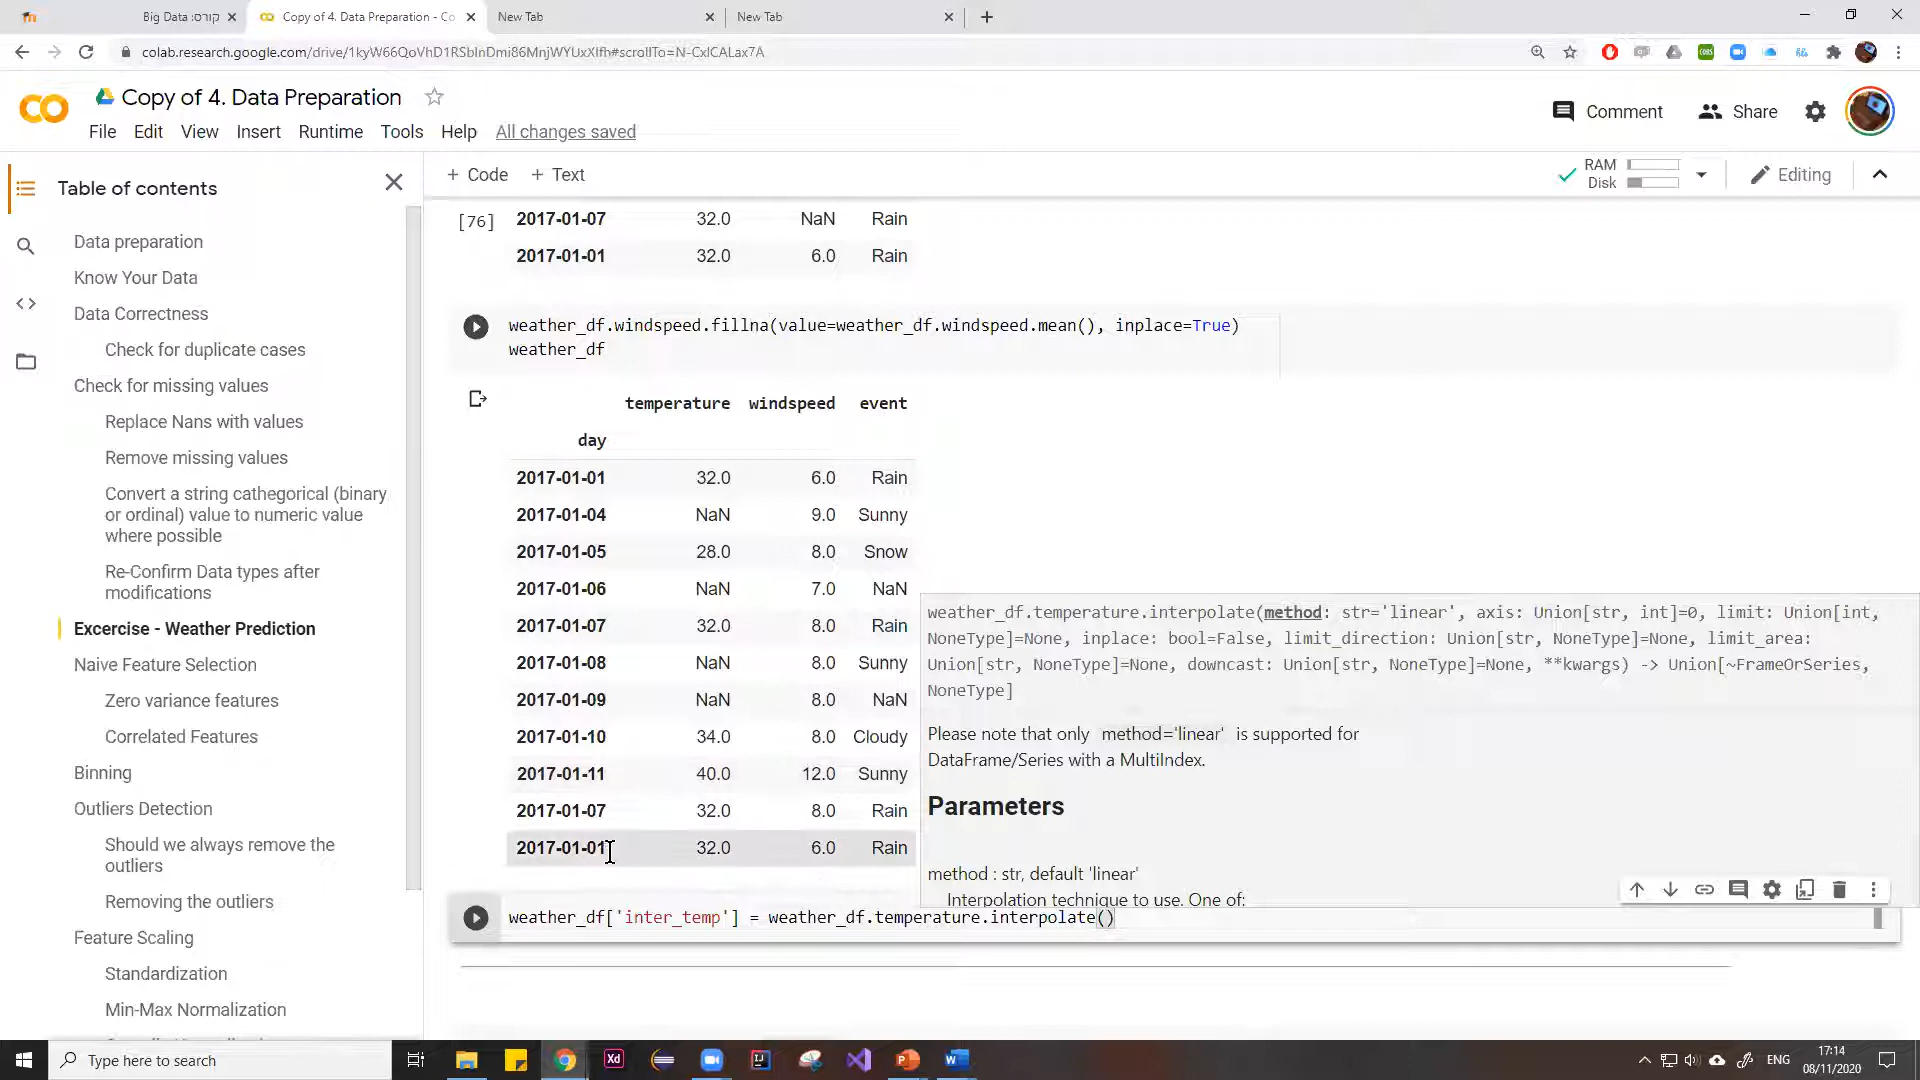 קורס: Big Data
Copy of 4. Data Preparation - Co
New Tab
New Tab
Copy of 4. Data Preparation
File Edit View Insert Runtime Tools Help All changes saved
Comment
Share
Table of contents
+ Code + Text
RAM
Disk
Editing
Data preparation
Know Your Data
Data Correctness
Check for duplicate cases
Check for missing values
Replace Nans with values
Remove missing values
Convert a string cathegorical (binary
or ordinal) value to numeric value
where possible
Re-Confirm Data types after
modifications
Excercise - Weather Prediction
Naive Feature Selection
Zero variance features
Correlated Features
Binning
Outliers Detection
Should we always remove the
outliers
Removing the outliers
Feature Scaling
Standardization
Min-Max Normalization
[76] 2017-01-07 32.0 NaN Rain
2017-01-01 32.0 6.0 Rain
weather_df.windspeed.fillna(value=weather_df.windspeed.mean(), inplace=True)
weather_df
temperature windspeed event
day
2017-01-01 32.0 6.0 Rain
2017-01-04 NaN 9.0 Sunny
2017-01-05 28.0 8.0 Snow
2017-01-06 NaN 7.0 NaN
2017-01-07 32.0 8.0 Rain
2017-01-08 NaN 8.0 Sunny
2017-01-09 NaN 8.0 NaN
2017-01-10 34.0 8.0 Cloudy
2017-01-11 40.0 12.0 Sunny
2017-01-07 32.0 8.0 Rain
2017-01-01 32.0 6.0 Rain
weather_df.temperature.interpolate(method: str='linear', axis: Union[str, int]=0, limit: Union[int,
NoneType]=None, inplace: bool=False, limit_direction: Union[str, NoneType]=None, limit_area:
Union[str, NoneType]=None, downcast: Union[str, NoneType]=None, **kwargs) -> Union[~FrameOrSeries,
NoneType]
Please note that only method='linear' is supported for
DataFrame/Series with a MultiIndex.
Parameters
method : str, default 'linear'
Interpolation technique to use. One of:
weather_df['inter_temp'] = weather_df.temperature.interpolate()
Type here to search
ENG
17:14
08/11/2020